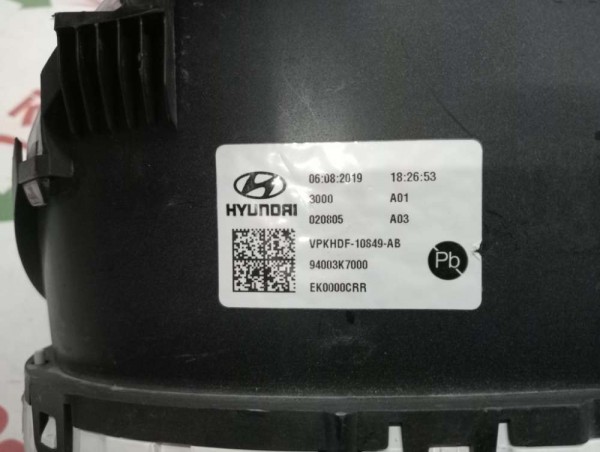 06:08:2019 18:26:53
3000 A01
HYUNDAI
020805 A03
VPKHDF-10849-AB
94003K7000
Pb
EK0000CRR